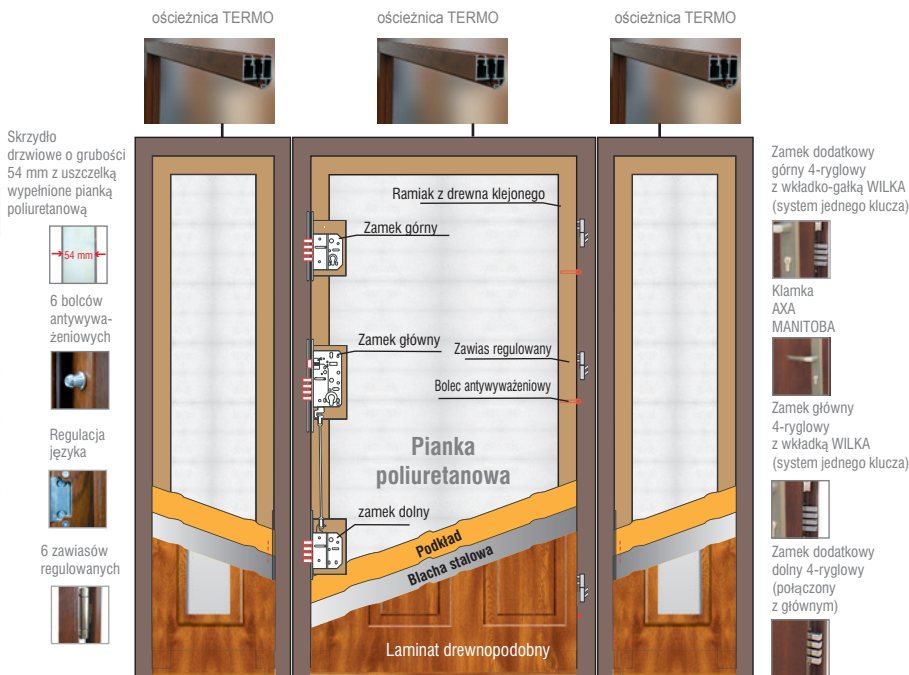 ościeżnica TERMO
ościeżnica TERMO
ościeżnica TERMO
Skrzydło
drzwiowe o grubości
54 mm z uszczelką
wypełnione pianką
poliuretanową
54 mm
6 bolców
antywywa-
żeniowych
Regulacja
języka
6 zawiasów
regulowanych
Ramiak z drewna klejonego
Zamek górny
Zamek główny
Zawias regulowany
Bolec antywyważeniowy
Pianka
poliuretanowa
zamek dolny
Podkład
Blacha stalowa
Laminat drewnopodobny
Zamek dodatkowy
górny 4-ryglowy
z wkładko-gałką WILKA
(system jednego klucza)
Klamka
AXA
MANITOBA
Zamek główny
4-ryglowy
z wkładką WILKA
(system jednego klucza)
Zamek dodatkowy
dolny 4-ryglowy
(połączony
z głównym)